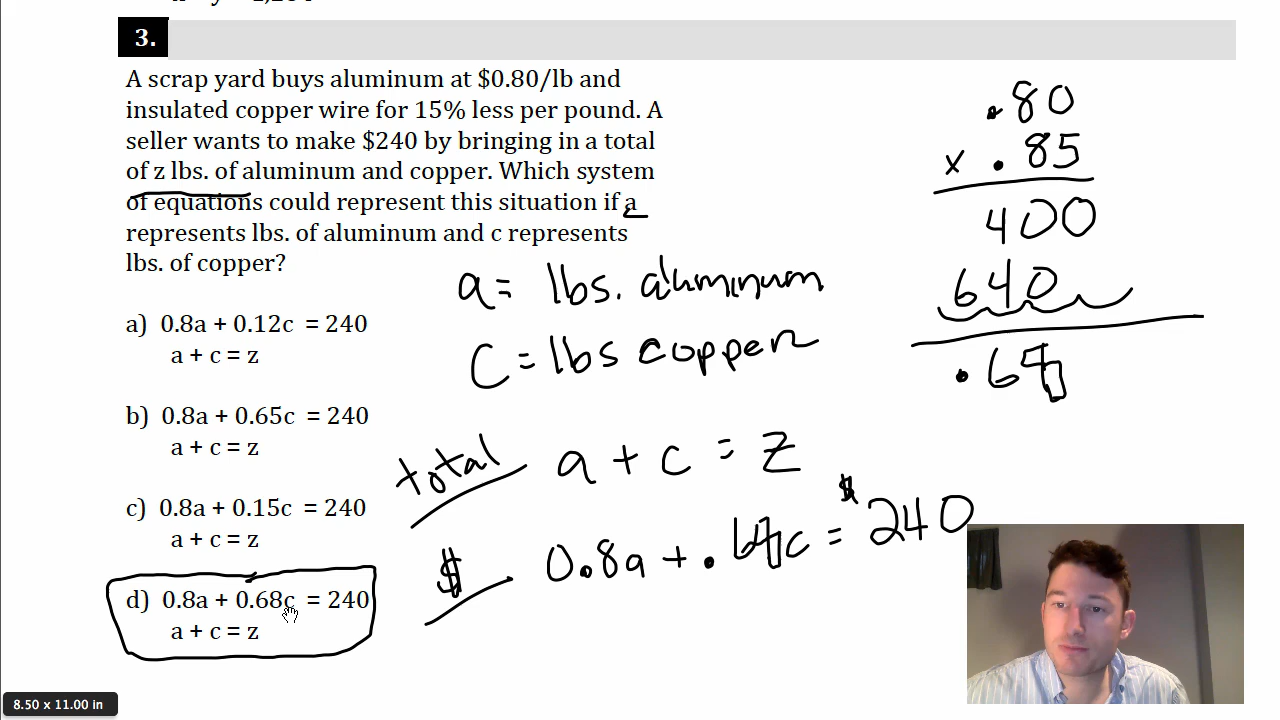 3.
A scrap yard buys aluminum at $0.80/lb and
insulated copper wire for 15% less per pound. A
seller wants to make $240 by bringing in a total
of z lbs. of aluminum and copper. Which system
of equations could represent this situation if a
represents lbs. of aluminum and c represents
lbs. of copper?
a) 0.8a + 0.12c = 240
a + c = z
b) 0.8a + 0.65c = 240
a + c = z
c) 0.8a + 0.15c = 240
a + c = z
d) 0.8a + 0.68c = 240
a + c = z
a = lbs. aluminum
C = lbs copper
total a + c = z
$ 0.8a + c = $240
.80
x .85
400
640
8.50 x 11.00 in